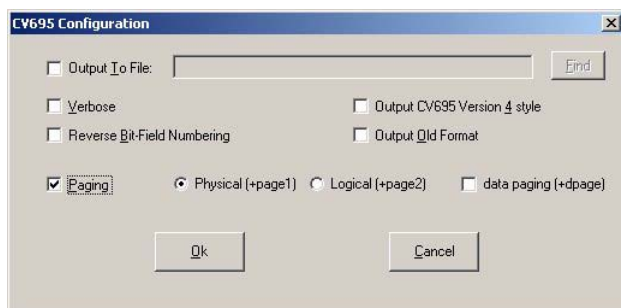 CV695 Configuration
Output To File:
Find
Verbose
Output CV695 Version 4 style
Reverse Bit-Field Numbering
Output Old Format
Paging
Physical (+page1)
Logical (+page2)
data paging (+dpage)
Ok
Cancel